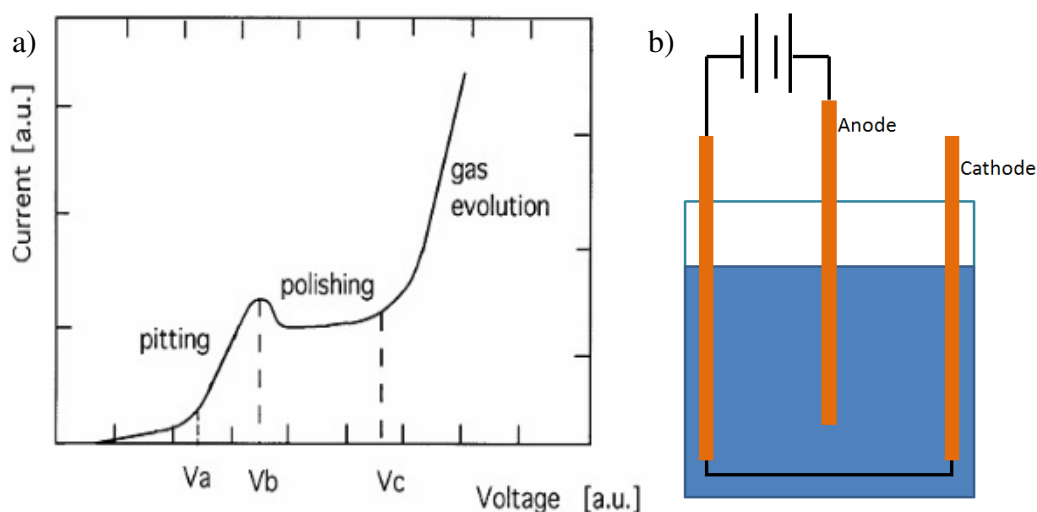 a)
Current [a.u.]
pitting
polishing
gas
evolution
Va
Vb
Vc
Voltage [a.u.]
b)
Anode
Cathode